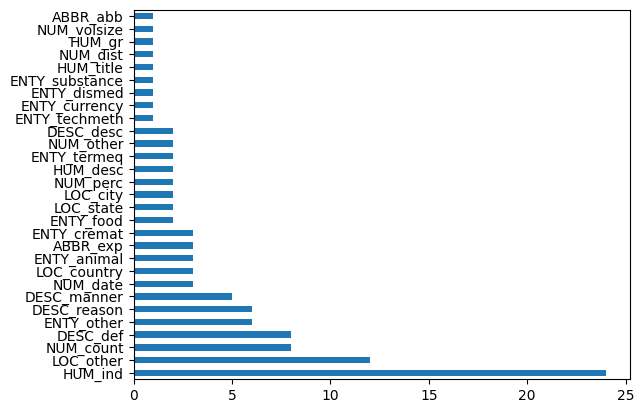 ABBR_abb
NUM_volsize
HUM_gr
NUM_dist
HUM_title
ENTY_substance
ENTY_dismed
ENTY_currency
ENTY_techmeth
DESC_desc
NUM_other
ENTY_termeq
HUM_desc
NUM_perc
LOC_city
LOC_state
ENTY_food
ENTY_cremat
ABBR_exp
ENTY_animal
LOC_country
NUM_date
DESC_manner
DESC_reason
ENTY_other
DESC_def
NUM_count
LOC_other
HUM_ind
0 5 10 15 20 25